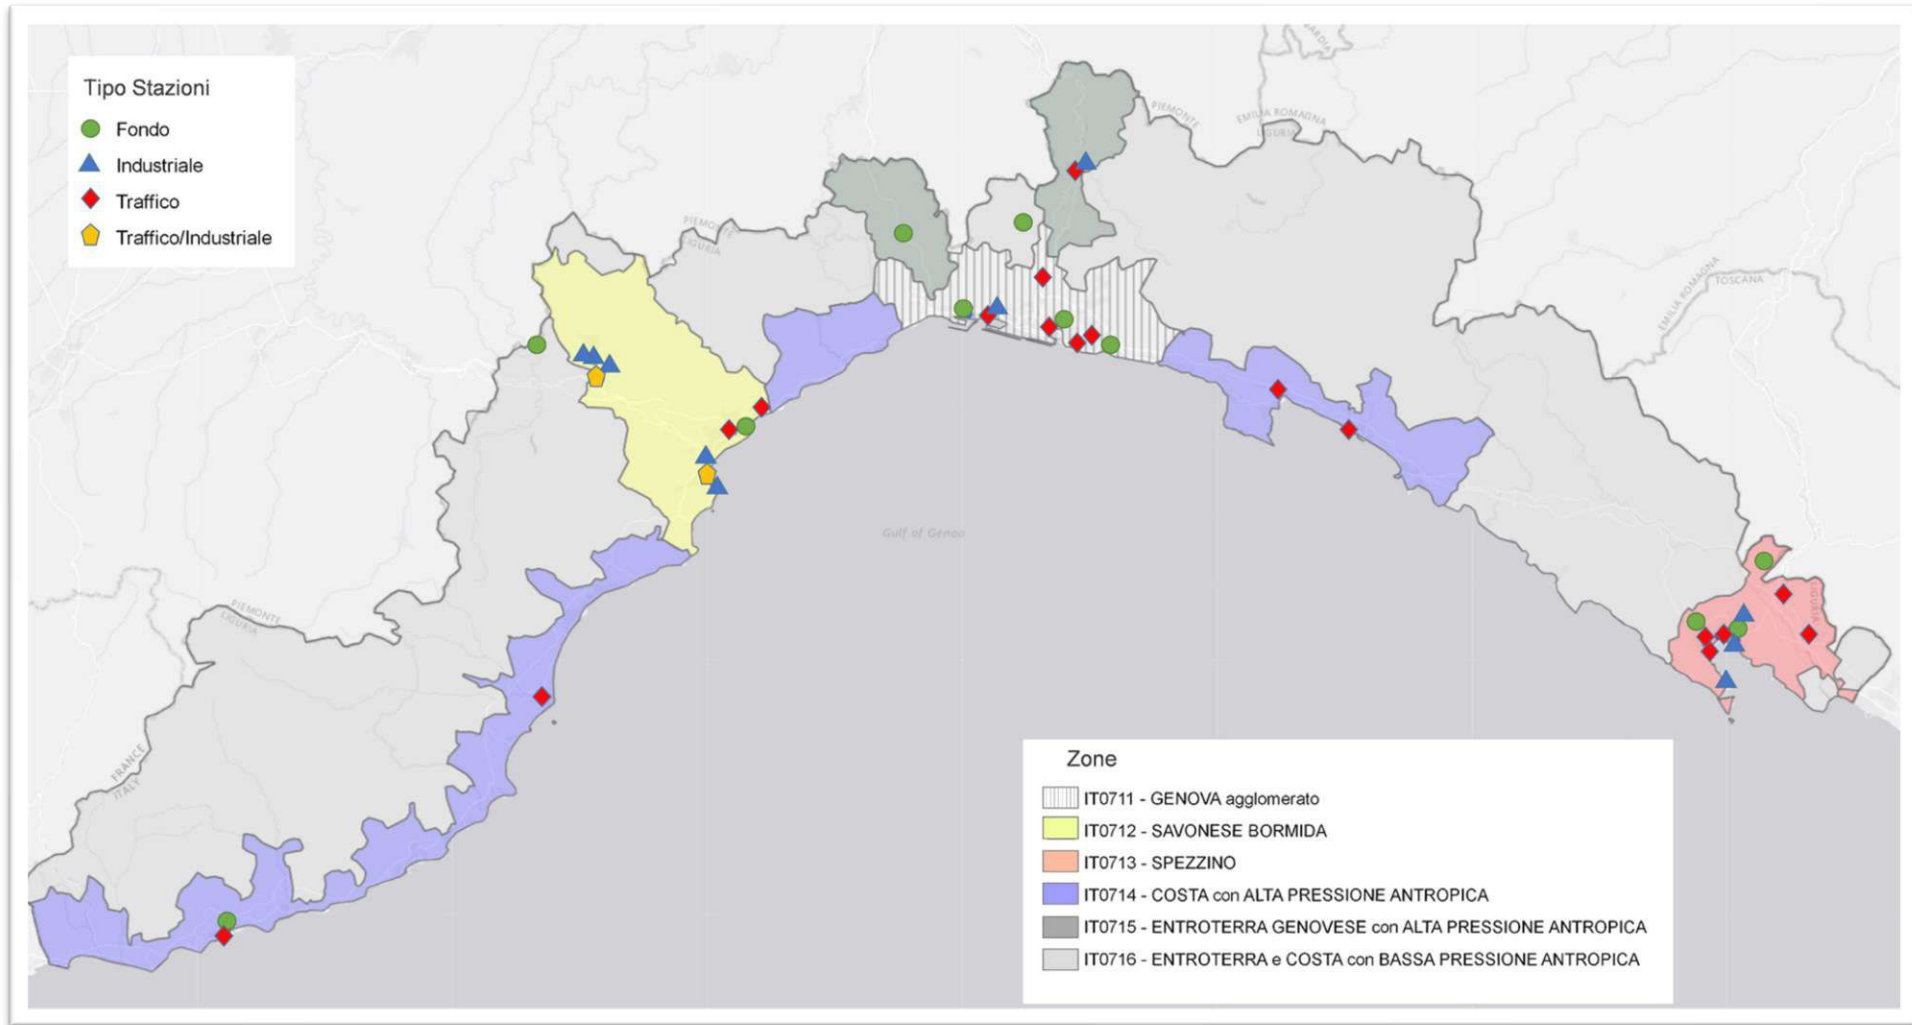 Tipo Stazioni
Fondo
Industriale
Traffico
Traffico/Industriale
PIEMONTE
EMILIA ROMAGNA
LIGURIA
PIEMONTE
LIGURIA
EMILIA ROMAGNA
TOSCANA
Gulf of Genoa
LIGURIA
PIEMONTE
LIGURIA
FRANCE
ITALY
Zone
IT0711 - GENOVA agglomerato
IT0712 - SAVONESE BORMIDA
IT0713 - SPEZZINO
IT0714 - COSTA con ALTA PRESSIONE ANTROPICA
IT0715 - ENTROTERRA GENOVESE con ALTA PRESSIONE ANTROPICA
IT0716 - ENTROTERRA e COSTA con BASSA PRESSIONE ANTROPICA